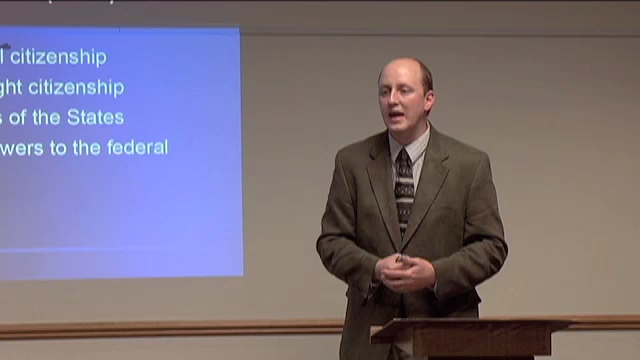 l citizenship
ght citizenship
s of the States
wers to the federal